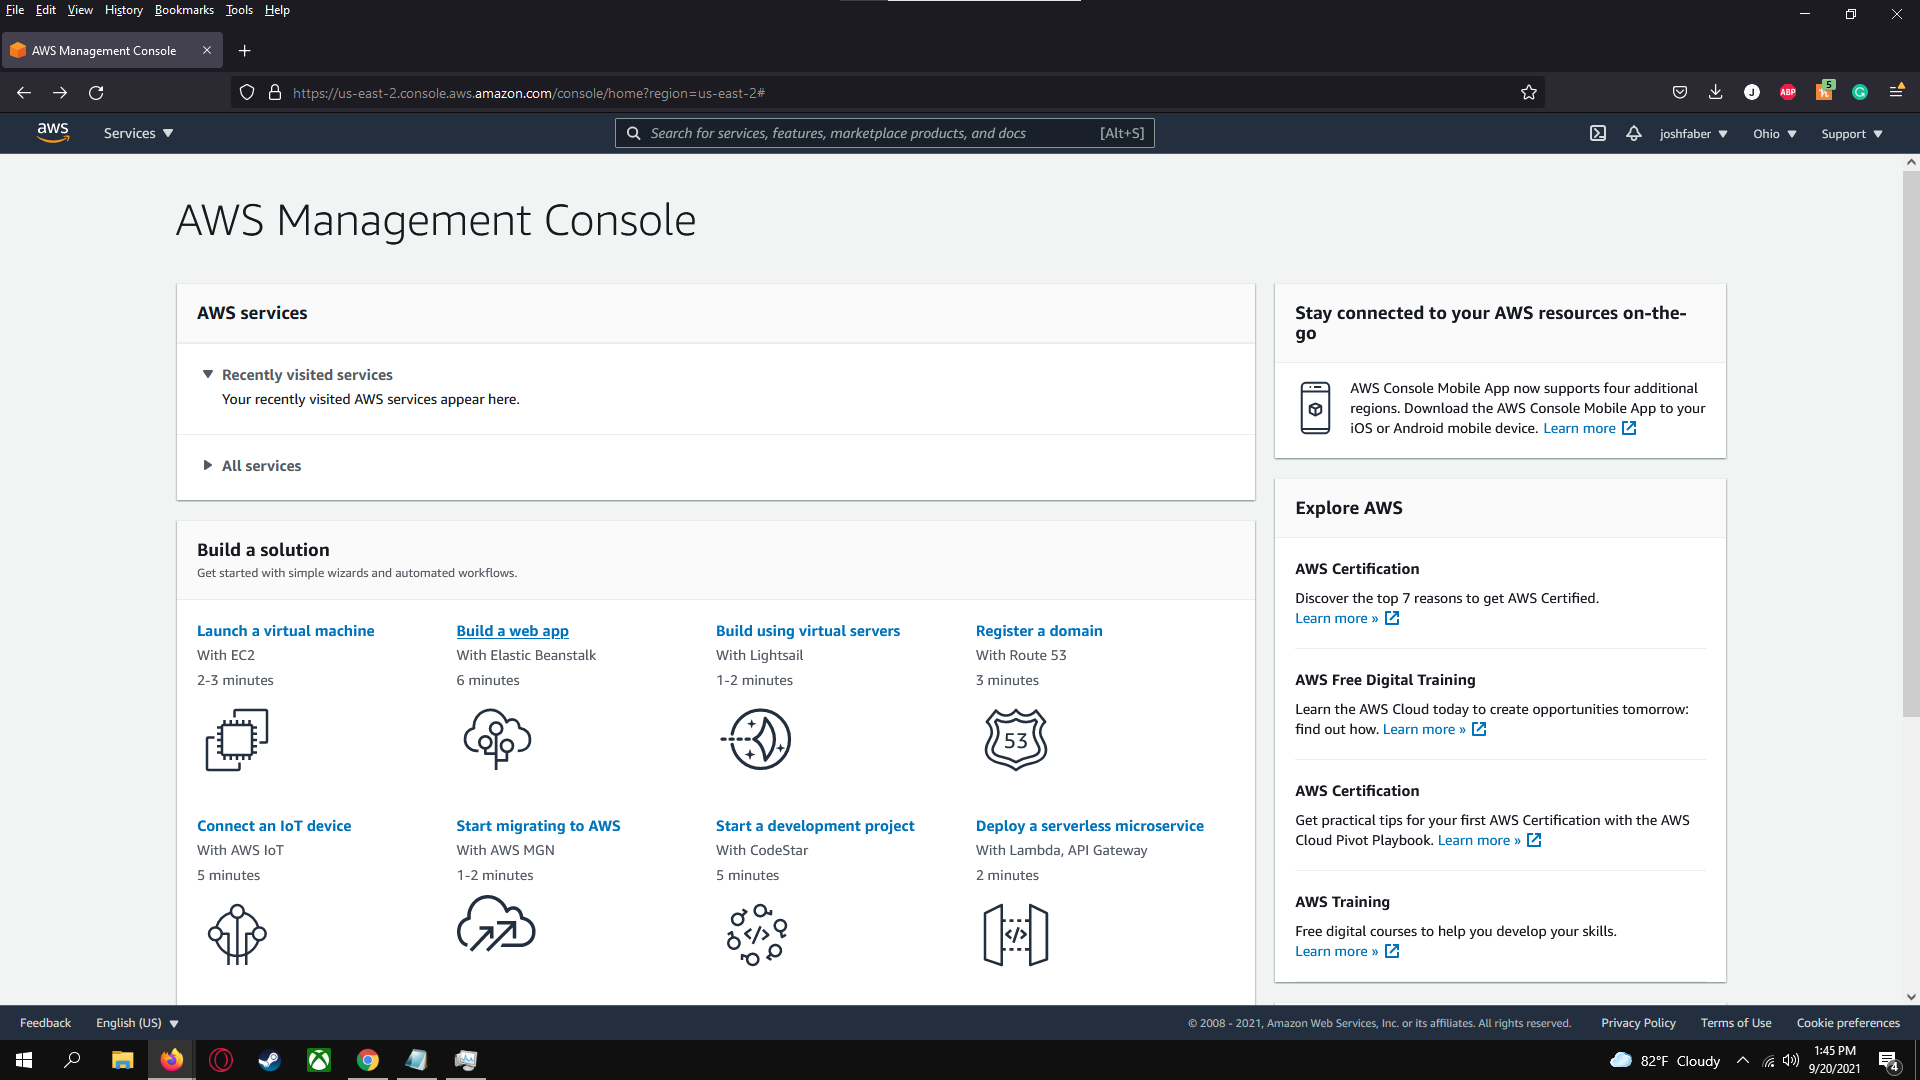 File Edit View History Bookmarks Tools Help
AWS Management Console
https://us-east-2.console.aws.amazon.com/console/home?region=us-east-2#
J
ABP
5
aws
Services
Search for services, features, marketplace products, and docs [Alt+S]
joshfaber
Ohio
Support
AWS Management Console
AWS services
Recently visited services
Your recently visited AWS services appear here.
All services
Build a solution
Get started with simple wizards and automated workflows.
Launch a virtual machine
With EC2
2-3 minutes
Build a web app
With Elastic Beanstalk
6 minutes
Build using virtual servers
With Lightsail
1-2 minutes
Register a domain
With Route 53
3 minutes
53
Connect an IoT device
With AWS IoT
5 minutes
Start migrating to AWS
With AWS MGN
1-2 minutes
Start a development project
With CodeStar
5 minutes
</>
Deploy a serverless microservice
With Lambda, API Gateway
2 minutes
</>
Stay connected to your AWS resources on-the-
go
AWS Console Mobile App now supports four additional
regions. Download the AWS Console Mobile App to your
iOS or Android mobile device. Learn more
Explore AWS
AWS Certification
Discover the top 7 reasons to get AWS Certified.
Learn more »
AWS Free Digital Training
Learn the AWS Cloud today to create opportunities tomorrow:
find out how. Learn more »
AWS Certification
Get practical tips for your first AWS Certification with the AWS
Cloud Pivot Playbook. Learn more »
AWS Training
Free digital courses to help you develop your skills.
Learn more »
Feedback English (US)
© 2008 - 2021, Amazon Web Services, Inc. or its affiliates. All rights reserved. Privacy Policy Terms of Use Cookie preferences
82°F Cloudy
1:45 PM
9/20/2021
4